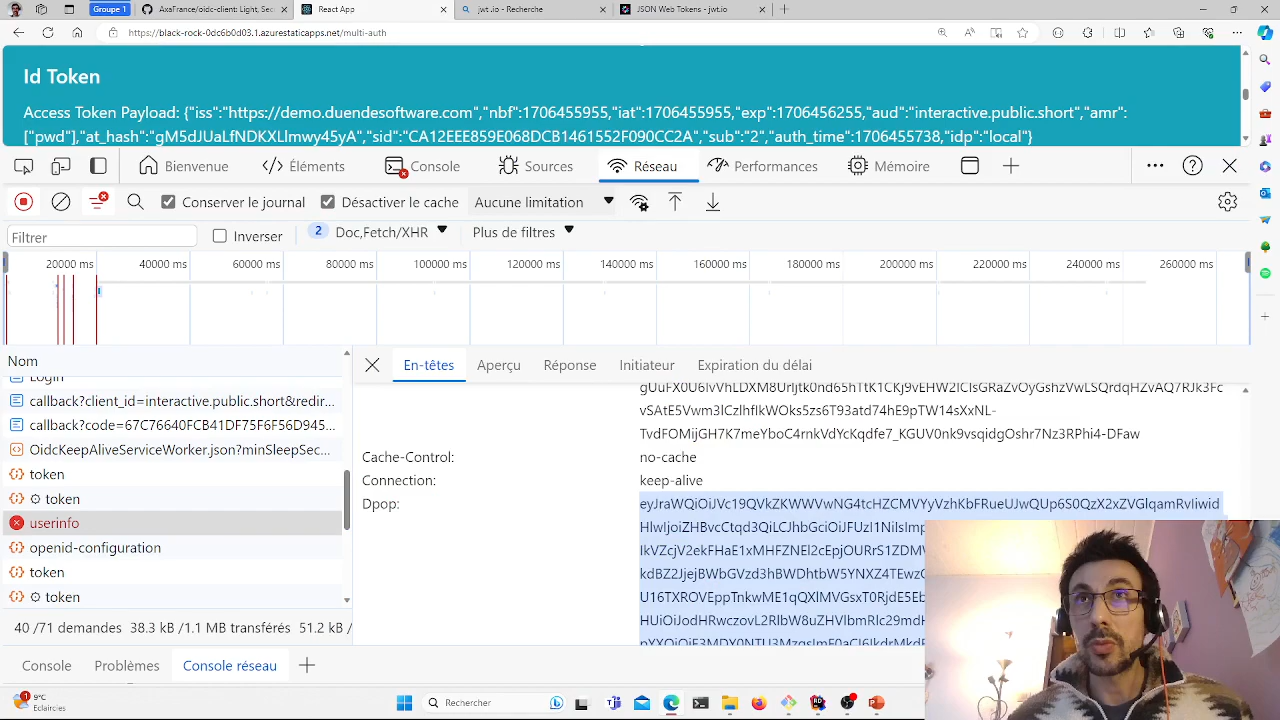 Groupe 1
AxaFrance/oidc-client: Light, Secu
React App
jwt.io - Recherche
JSON Web Tokens - jwt.io
https://black-rock-0dc6b0d03.1.azurestaticapps.net/multi-auth
Id Token
Access Token Payload: {"iss":"https://demo.duendesoftware.com","nbf":1706455955,"iat":1706455955,"exp":1706456255,"aud":"interactive.public.short","amr":
["pwd"],"at_hash":"gM5dJUaLfNDKXLlmwy45yA","sid":"CA12EEE859E068DCB1461552F090CC2A","sub":"2","auth_time":1706455738,"idp":"local"}
Bienvenue
Éléments
Console
Sources
Réseau
Performances
Mémoire
Conserver le journal
Désactiver le cache
Aucune limitation
Filtrer
Inverser
2
Doc,Fetch/XHR
Plus de filtres
20000 ms
40000 ms
60000 ms
80000 ms
100000 ms
120000 ms
140000 ms
160000 ms
180000 ms
200000 ms
220000 ms
240000 ms
260000 ms
Nom
En-têtes
Aperçu
Réponse
Initiateur
Expiration du délai
Login
callback?client_id=interactive.public.short&redir...
callback?code=67C76640FCB41DF75F6F56D945...
OidcKeepAliveServiceWorker.json?minSleepSec...
token
token
userinfo
openid-configuration
token
token
vSAtE5Vwm3lCzlhfIkWOks5zs6T93atd74hE9pTW14sXxNL-
TvdFOMijGH7K7meYboC4rnkVdYcKqdfe7_KGUV0nk9vsqidgOshr7Nz3RPhi4-DFaw
Cache-Control:
no-cache
Connection:
keep-alive
Dpop:
40 /71 demandes
38.3 kB /1.1 MB transférés
51.2 kB /
Console
Problèmes
Console réseau
9°C
Eclaircies
Rechercher